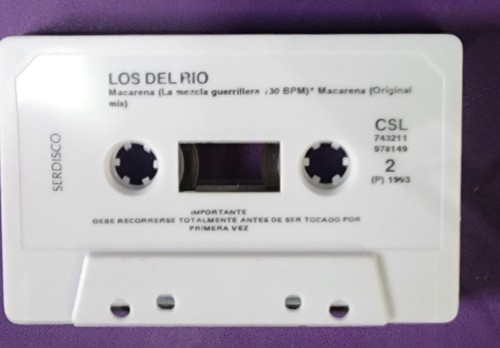 LOS DEL RIO
Macarena (La mezcla guerrillera 130 BPM)* Macarena (Original
mix)
CSL
743211
978149
2
(P) 1993
SERDISCO
IMPORTANTE
DEBE RECORRERSE TOTALMENTE ANTES DE SER TOCADO POR
PRIMERA VEZ